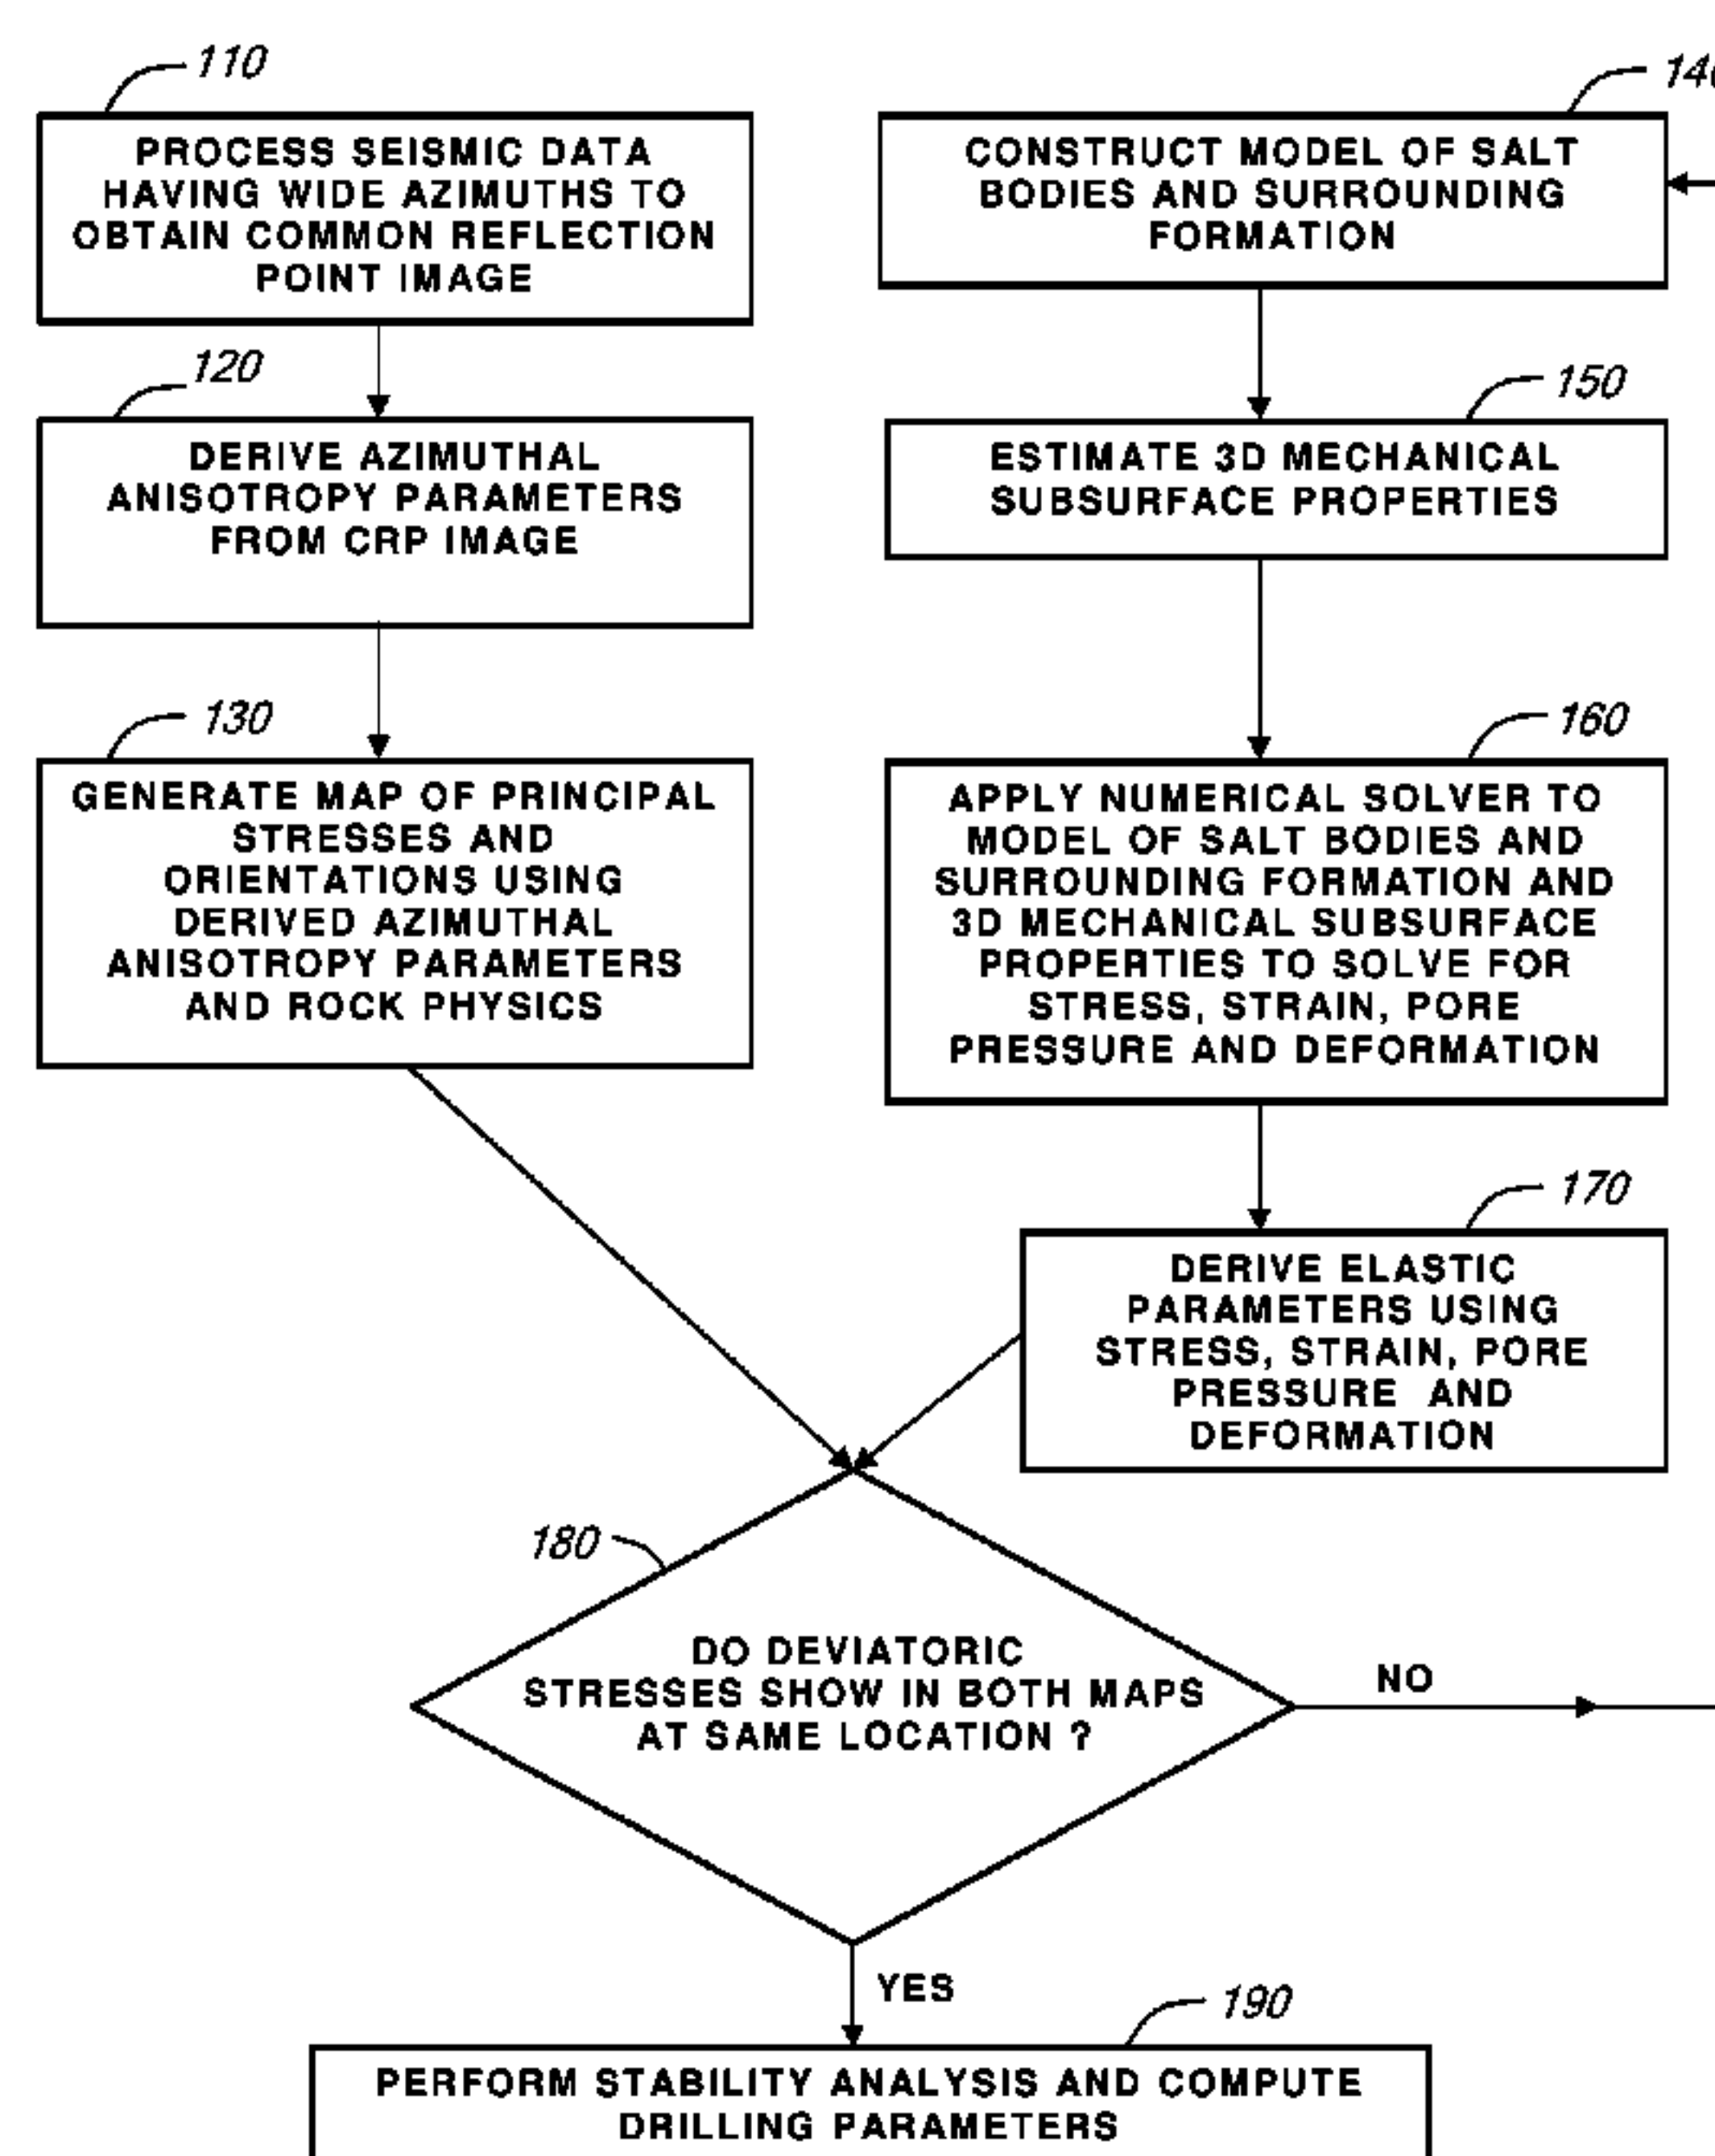 110
PROCESS SEISMIC DATA
HAVING WIDE AZIMUTHS TO
OBTAIN COMMON REFLECTION
POINT IMAGE
120
DERIVE AZIMUTHAL
ANISOTROPY PARAMETERS
FROM CRP IMAGE
130
GENERATE MAP OF PRINCIPAL
STRESSES AND
ORIENTATIONS USING
DERIVED AZIMUTHAL
ANISOTROPY PARAMETERS
AND ROCK PHYSICS
140
CONSTRUCT MODEL OF SALT
BODIES AND SURROUNDING
FORMATION
150
ESTIMATE 3D MECHANICAL
SUBSURFACE PROPERTIES
160
APPLY NUMERICAL SOLVER TO
MODEL OF SALT BODIES AND
SURROUNDING FORMATION AND
3D MECHANICAL SUBSURFACE
PROPERTIES TO SOLVE FOR
STRESS, STRAIN, PORE
PRESSURE AND DEFORMATION
170
DERIVE ELASTIC
PARAMETERS USING
STRESS, STRAIN, PORE
PRESSURE AND
DEFORMATION
180
DO DEVIATORIC
STRESSES SHOW IN BOTH MAPS
AT SAME LOCATION ?
NO
YES
190
PERFORM STABILITY ANALYSIS AND COMPUTE
DRILLING PARAMETERS